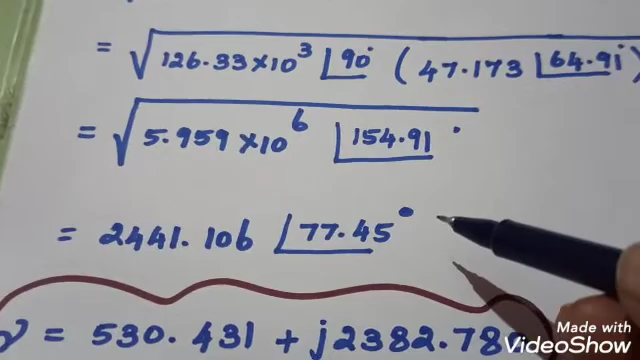 = √126.33×10³ ∠90° (47.173 ∠64.91)
= √5.959×10⁶ ∠154.91°
= 2441.106 ∠77.45°
γ = 530.431 + j2382.78
Made with
VideoShow